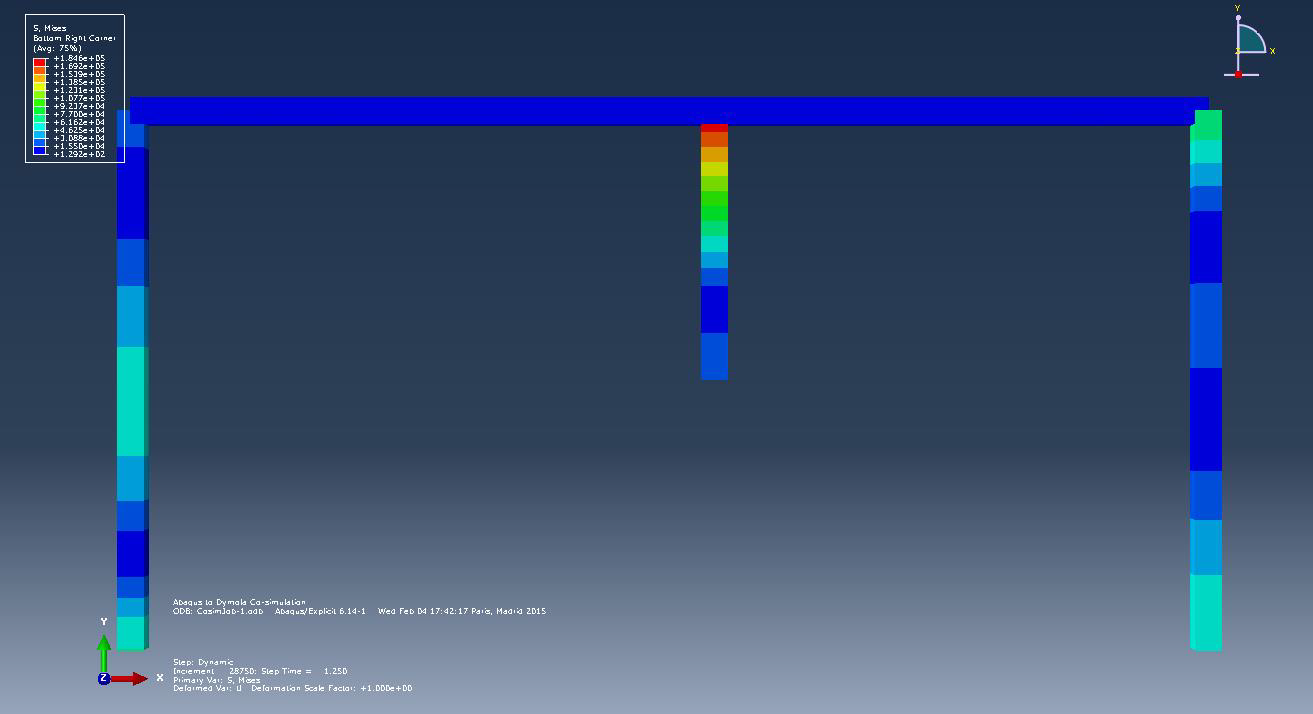 S, Mises
Bottom Right Corner
(Avg: 75%)
+1.846e+05
+1.692e+05
+1.539e+05
+1.385e+05
+1.231e+05
+1.077e+05
+9.237e+04
+7.700e+04
+6.162e+04
+4.625e+04
+3.088e+04
+1.550e+04
+1.292e+02
Y
Z X
Abaqus to Dymola Co-simulation
ODB: CosimJob-1.odb Abaqus/Explicit 6.14-1 Wed Feb 04 17:42:17 Paris, Madrid 2015
Y
Z X
Step: Dynamic
Increment 28750: Step Time = 1.250
Primary Var: S, Mises
Deformed Var: U Deformation Scale Factor: +1.000e+00